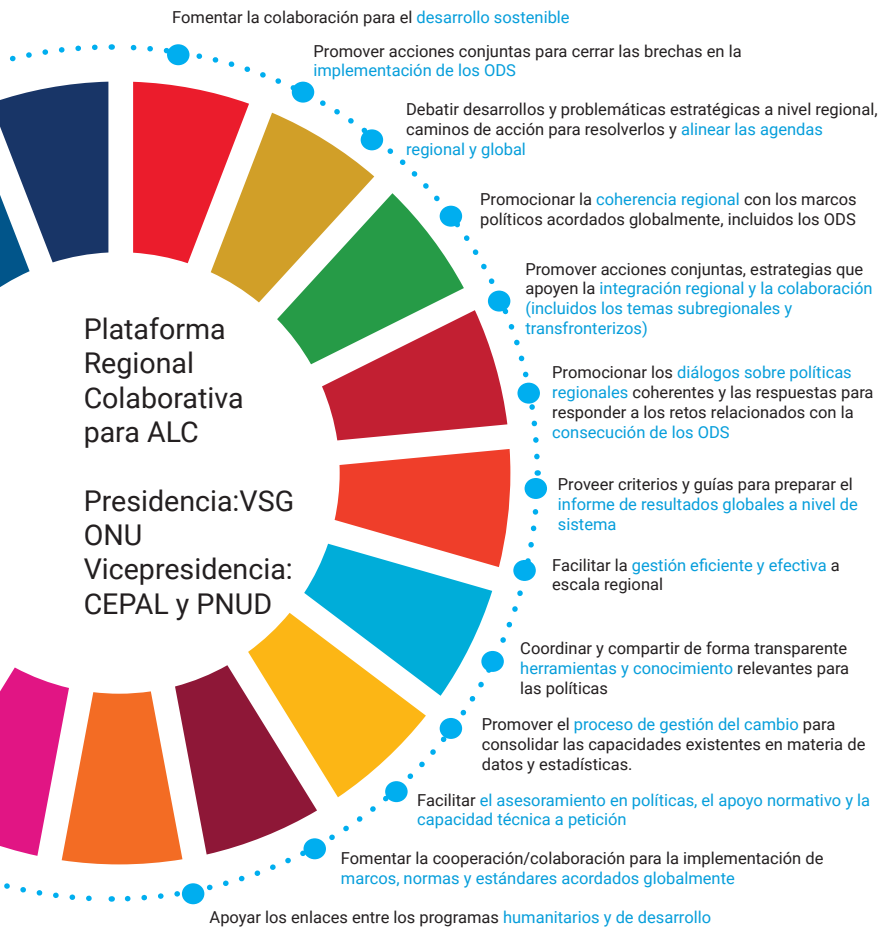 Fomentar la colaboración para el desarrollo sostenible
Promover acciones conjuntas para cerrar las brechas en la
implementación de los ODS
Debatir desarrollos y problemáticas estratégicas a nivel regional,
caminos de acción para resolverlos y alinear las agendas
regional y global
Promocionar la coherencia regional con los marcos
políticos acordados globalmente, incluidos los ODS
Promover acciones conjuntas, estrategias que
apoyen la integración regional y la colaboración
(incluidos los temas subregionales y
transfronterizos)
Promocionar los diálogos sobre políticas
regionales coherentes y las respuestas para
responder a los retos relacionados con la
consecución de los ODS
Proveer criterios y guías para preparar el
informe de resultados globales a nivel de
sistema
Facilitar la gestión eficiente y efectiva a
escala regional
Coordinar y compartir de forma transparente
herramientas y conocimiento relevantes para
las políticas
Promover el proceso de gestión del cambio para
consolidar las capacidades existentes en materia de
datos y estadísticas.
Facilitar el asesoramiento en políticas, el apoyo normativo y la
capacidad técnica a petición
Fomentar la cooperación/colaboración para la implementación de
marcos, normas y estándares acordados globalmente
Apoyar los enlaces entre los programas humanitarios y de desarrollo
Plataforma
Regional
Colaborativa
para ALC
Presidencia:VSG
ONU
Vicepresidencia:
CEPAL y PNUD